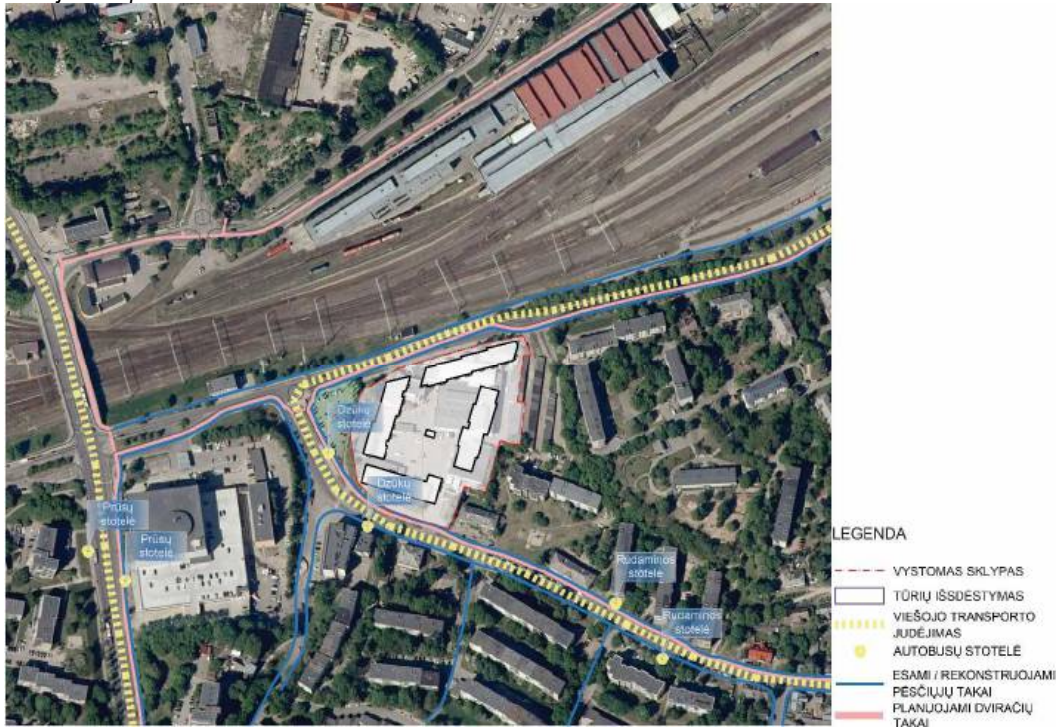 Dzūkų
stotelė
Dzūkų
stotelė
Prūsų
stotelė
Prūsų
stotelė
Rudaminos
stotelė
Rudaminos
stotelė
LEGENDA
VYSTOMAS SKLYPAS
TŪRIŲ IŠSDĖSTYMAS
VIEŠOJO TRANSPORTO
JUDĖJIMAS
AUTOBUSŲ STOTELĖ
ESAMI / REKONSTRUOJAMI
PĖSČIŲJŲ TAKAI
PLANUOJAMI DVIRAČIŲ
TAKAI